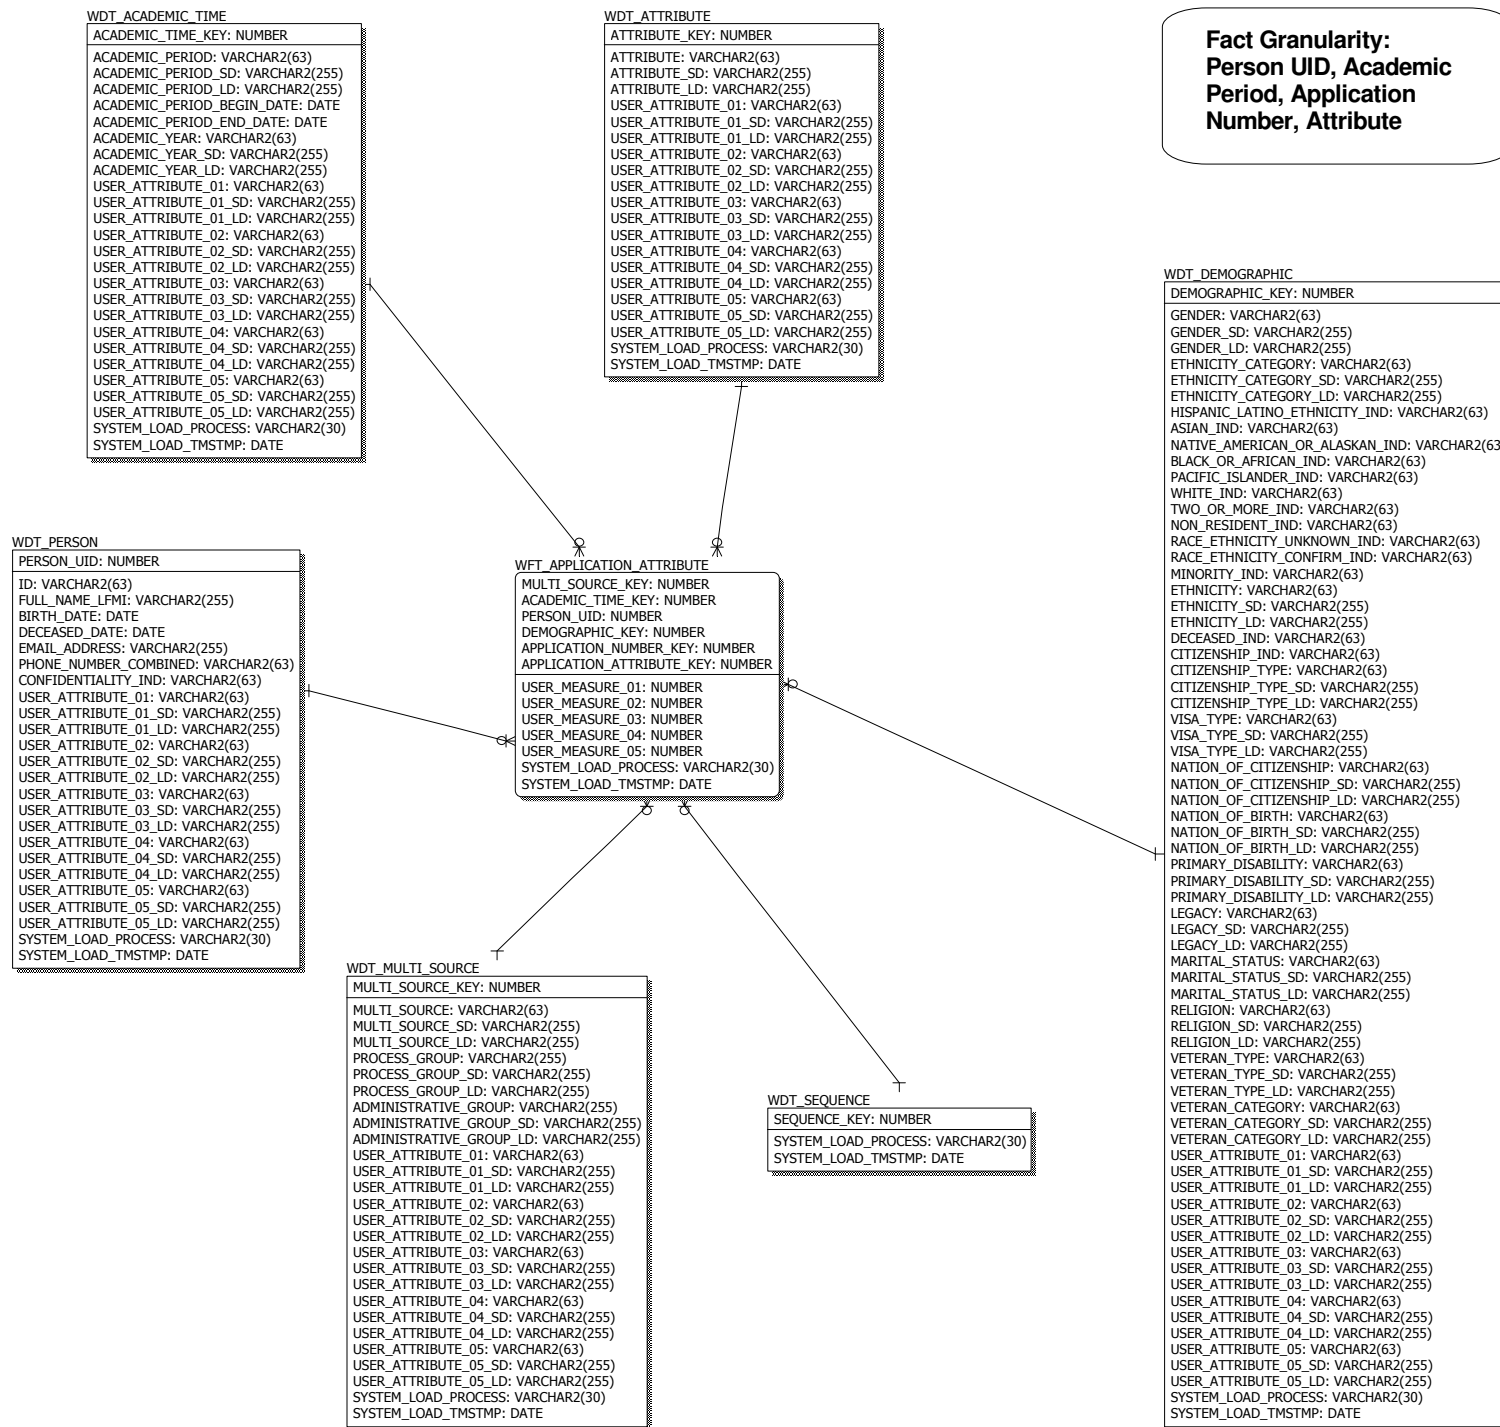 WDT_ACADEMIC_TIME
ACADEMIC_TIME_KEY: NUMBER
ACADEMIC_PERIOD: VARCHAR2(63)
ACADEMIC_PERIOD_SD: VARCHAR2(255)
ACADEMIC_PERIOD_LD: VARCHAR2(255)
ACADEMIC_PERIOD_BEGIN_DATE: DATE
ACADEMIC_PERIOD_END_DATE: DATE
ACADEMIC_YEAR: VARCHAR2(63)
ACADEMIC_YEAR_SD: VARCHAR2(255)
ACADEMIC_YEAR_LD: VARCHAR2(255)
USER_ATTRIBUTE_01: VARCHAR2(63)
USER_ATTRIBUTE_01_SD: VARCHAR2(255)
USER_ATTRIBUTE_01_LD: VARCHAR2(255)
USER_ATTRIBUTE_02: VARCHAR2(63)
USER_ATTRIBUTE_02_SD: VARCHAR2(255)
USER_ATTRIBUTE_02_LD: VARCHAR2(255)
USER_ATTRIBUTE_03: VARCHAR2(63)
USER_ATTRIBUTE_03_SD: VARCHAR2(255)
USER_ATTRIBUTE_03_LD: VARCHAR2(255)
USER_ATTRIBUTE_04: VARCHAR2(63)
USER_ATTRIBUTE_04_SD: VARCHAR2(255)
USER_ATTRIBUTE_04_LD: VARCHAR2(255)
USER_ATTRIBUTE_05: VARCHAR2(63)
USER_ATTRIBUTE_05_SD: VARCHAR2(255)
USER_ATTRIBUTE_05_LD: VARCHAR2(255)
SYSTEM_LOAD_PROCESS: VARCHAR2(30)
SYSTEM_LOAD_TMSTMP: DATE
WDT_ATTRIBUTE
ATTRIBUTE_KEY: NUMBER
ATTRIBUTE: VARCHAR2(63)
ATTRIBUTE_SD: VARCHAR2(255)
ATTRIBUTE_LD: VARCHAR2(255)
USER_ATTRIBUTE_01: VARCHAR2(63)
USER_ATTRIBUTE_01_SD: VARCHAR2(255)
USER_ATTRIBUTE_01_LD: VARCHAR2(255)
USER_ATTRIBUTE_02: VARCHAR2(63)
USER_ATTRIBUTE_02_SD: VARCHAR2(255)
USER_ATTRIBUTE_02_LD: VARCHAR2(255)
USER_ATTRIBUTE_03: VARCHAR2(63)
USER_ATTRIBUTE_03_SD: VARCHAR2(255)
USER_ATTRIBUTE_03_LD: VARCHAR2(255)
USER_ATTRIBUTE_04: VARCHAR2(63)
USER_ATTRIBUTE_04_SD: VARCHAR2(255)
USER_ATTRIBUTE_04_LD: VARCHAR2(255)
USER_ATTRIBUTE_05: VARCHAR2(63)
USER_ATTRIBUTE_05_SD: VARCHAR2(255)
USER_ATTRIBUTE_05_LD: VARCHAR2(255)
SYSTEM_LOAD_PROCESS: VARCHAR2(30)
SYSTEM_LOAD_TMSTMP: DATE
Fact Granularity:
Person UID, Academic
Period, Application
Number, Attribute
WDT_PERSON
PERSON_UID: NUMBER
ID: VARCHAR2(63)
FULL_NAME_LFMI: VARCHAR2(255)
BIRTH_DATE: DATE
DECEASED_DATE: DATE
EMAIL_ADDRESS: VARCHAR2(255)
PHONE_NUMBER_COMBINED: VARCHAR2(63)
CONFIDENTIALITY_IND: VARCHAR2(63)
USER_ATTRIBUTE_01: VARCHAR2(63)
USER_ATTRIBUTE_01_SD: VARCHAR2(255)
USER_ATTRIBUTE_01_LD: VARCHAR2(255)
USER_ATTRIBUTE_02: VARCHAR2(63)
USER_ATTRIBUTE_02_SD: VARCHAR2(255)
USER_ATTRIBUTE_02_LD: VARCHAR2(255)
USER_ATTRIBUTE_03: VARCHAR2(63)
USER_ATTRIBUTE_03_SD: VARCHAR2(255)
USER_ATTRIBUTE_03_LD: VARCHAR2(255)
USER_ATTRIBUTE_04: VARCHAR2(63)
USER_ATTRIBUTE_04_SD: VARCHAR2(255)
USER_ATTRIBUTE_04_LD: VARCHAR2(255)
USER_ATTRIBUTE_05: VARCHAR2(63)
USER_ATTRIBUTE_05_SD: VARCHAR2(255)
USER_ATTRIBUTE_05_LD: VARCHAR2(255)
SYSTEM_LOAD_PROCESS: VARCHAR2(30)
SYSTEM_LOAD_TMSTMP: DATE
WFT_APPLICATION_ATTRIBUTE
MULTI_SOURCE_KEY: NUMBER
ACADEMIC_TIME_KEY: NUMBER
PERSON_UID: NUMBER
DEMOGRAPHIC_KEY: NUMBER
APPLICATION_NUMBER_KEY: NUMBER
APPLICATION_ATTRIBUTE_KEY: NUMBER
USER_MEASURE_01: NUMBER
USER_MEASURE_02: NUMBER
USER_MEASURE_03: NUMBER
USER_MEASURE_04: NUMBER
USER_MEASURE_05: NUMBER
SYSTEM_LOAD_PROCESS: VARCHAR2(30)
SYSTEM_LOAD_TMSTMP: DATE
WDT_DEMOGRAPHIC
DEMOGRAPHIC_KEY: NUMBER
GENDER: VARCHAR2(63)
GENDER_SD: VARCHAR2(255)
GENDER_LD: VARCHAR2(255)
ETHNICITY_CATEGORY: VARCHAR2(63)
ETHNICITY_CATEGORY_SD: VARCHAR2(255)
ETHNICITY_CATEGORY_LD: VARCHAR2(255)
HISPANIC_LATINO_ETHNICITY_IND: VARCHAR2(63)
ASIAN_IND: VARCHAR2(63)
NATIVE_AMERICAN_OR_ALASKAN_IND: VARCHAR2(63
BLACK_OR_AFRICAN_IND: VARCHAR2(63)
PACIFIC_ISLANDER_IND: VARCHAR2(63)
WHITE_IND: VARCHAR2(63)
TWO_OR_MORE_IND: VARCHAR2(63)
NON_RESIDENT_IND: VARCHAR2(63)
RACE_ETHNICITY_UNKNOWN_IND: VARCHAR2(63)
RACE_ETHNICITY_CONFIRM_IND: VARCHAR2(63)
MINORITY_IND: VARCHAR2(63)
ETHNICITY: VARCHAR2(63)
ETHNICITY_SD: VARCHAR2(255)
ETHNICITY_LD: VARCHAR2(255)
DECEASED_IND: VARCHAR2(63)
CITIZENSHIP_IND: VARCHAR2(63)
CITIZENSHIP_TYPE: VARCHAR2(63)
CITIZENSHIP_TYPE_SD: VARCHAR2(255)
CITIZENSHIP_TYPE_LD: VARCHAR2(255)
VISA_TYPE: VARCHAR2(63)
VISA_TYPE_SD: VARCHAR2(255)
VISA_TYPE_LD: VARCHAR2(255)
NATION_OF_CITIZENSHIP: VARCHAR2(63)
NATION_OF_CITIZENSHIP_SD: VARCHAR2(255)
NATION_OF_CITIZENSHIP_LD: VARCHAR2(255)
NATION_OF_BIRTH: VARCHAR2(63)
NATION_OF_BIRTH_SD: VARCHAR2(255)
NATION_OF_BIRTH_LD: VARCHAR2(255)
PRIMARY_DISABILITY: VARCHAR2(63)
PRIMARY_DISABILITY_SD: VARCHAR2(255)
PRIMARY_DISABILITY_LD: VARCHAR2(255)
LEGACY: VARCHAR2(63)
LEGACY_SD: VARCHAR2(255)
LEGACY_LD: VARCHAR2(255)
MARITAL_STATUS: VARCHAR2(63)
MARITAL_STATUS_SD: VARCHAR2(255)
MARITAL_STATUS_LD: VARCHAR2(255)
RELIGION: VARCHAR2(63)
RELIGION_SD: VARCHAR2(255)
RELIGION_LD: VARCHAR2(255)
VETERAN_TYPE: VARCHAR2(63)
VETERAN_TYPE_SD: VARCHAR2(255)
VETERAN_TYPE_LD: VARCHAR2(255)
VETERAN_CATEGORY: VARCHAR2(63)
VETERAN_CATEGORY_SD: VARCHAR2(255)
VETERAN_CATEGORY_LD: VARCHAR2(255)
USER_ATTRIBUTE_01: VARCHAR2(63)
USER_ATTRIBUTE_01_SD: VARCHAR2(255)
USER_ATTRIBUTE_01_LD: VARCHAR2(255)
USER_ATTRIBUTE_02: VARCHAR2(63)
USER_ATTRIBUTE_02_SD: VARCHAR2(255)
USER_ATTRIBUTE_02_LD: VARCHAR2(255)
USER_ATTRIBUTE_03: VARCHAR2(63)
USER_ATTRIBUTE_03_SD: VARCHAR2(255)
USER_ATTRIBUTE_03_LD: VARCHAR2(255)
USER_ATTRIBUTE_04: VARCHAR2(63)
USER_ATTRIBUTE_04_SD: VARCHAR2(255)
USER_ATTRIBUTE_04_LD: VARCHAR2(255)
USER_ATTRIBUTE_05: VARCHAR2(63)
USER_ATTRIBUTE_05_SD: VARCHAR2(255)
USER_ATTRIBUTE_05_LD: VARCHAR2(255)
SYSTEM_LOAD_PROCESS: VARCHAR2(30)
SYSTEM_LOAD_TMSTMP: DATE
WDT_MULTI_SOURCE
MULTI_SOURCE_KEY: NUMBER
MULTI_SOURCE: VARCHAR2(63)
MULTI_SOURCE_SD: VARCHAR2(255)
MULTI_SOURCE_LD: VARCHAR2(255)
PROCESS_GROUP: VARCHAR2(255)
PROCESS_GROUP_SD: VARCHAR2(255)
PROCESS_GROUP_LD: VARCHAR2(255)
ADMINISTRATIVE_GROUP: VARCHAR2(255)
ADMINISTRATIVE_GROUP_SD: VARCHAR2(255)
ADMINISTRATIVE_GROUP_LD: VARCHAR2(255)
USER_ATTRIBUTE_01: VARCHAR2(63)
USER_ATTRIBUTE_01_SD: VARCHAR2(255)
USER_ATTRIBUTE_01_LD: VARCHAR2(255)
USER_ATTRIBUTE_02: VARCHAR2(63)
USER_ATTRIBUTE_02_SD: VARCHAR2(255)
USER_ATTRIBUTE_02_LD: VARCHAR2(255)
USER_ATTRIBUTE_03: VARCHAR2(63)
USER_ATTRIBUTE_03_SD: VARCHAR2(255)
USER_ATTRIBUTE_03_LD: VARCHAR2(255)
USER_ATTRIBUTE_04: VARCHAR2(63)
USER_ATTRIBUTE_04_SD: VARCHAR2(255)
USER_ATTRIBUTE_04_LD: VARCHAR2(255)
USER_ATTRIBUTE_05: VARCHAR2(63)
USER_ATTRIBUTE_05_SD: VARCHAR2(255)
USER_ATTRIBUTE_05_LD: VARCHAR2(255)
SYSTEM_LOAD_PROCESS: VARCHAR2(30)
SYSTEM_LOAD_TMSTMP: DATE
WDT_SEQUENCE
SEQUENCE_KEY: NUMBER
SYSTEM_LOAD_PROCESS: VARCHAR2(30)
SYSTEM_LOAD_TMSTMP: DATE